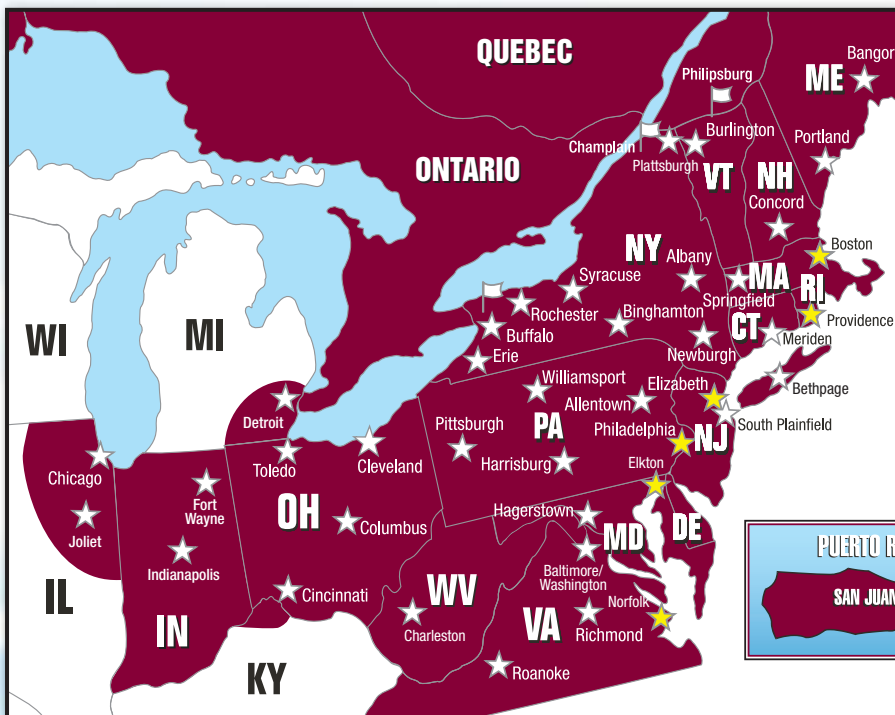 QUEBEC
Philipsburg
ME
Bangor
Champlain
Plattsburgh
Burlington
Portland
ONTARIO
VT
NH
Concord
NY
Albany
Boston
Syracuse
MA
Springfield
RI
Rochester
Binghamton
CT
Providence
Buffalo
Meriden
WI
MI
Erie
Newburgh
Williamsport
Elizabeth
Bethpage
Allentown
Detroit
PA
South Plainfield
Pittsburgh
Philadelphia
NJ
Chicago
Toledo
Cleveland
Harrisburg
Elkton
Fort
Wayne
OH
Columbus
Hagerstown
MD
DE
Joliet
Indianapolis
Baltimore/
Washington
PUERTO R
IL
Cincinnati
WV
Norfolk
SAN JUAN
IN
Charleston
VA
Richmond
KY
Roanoke